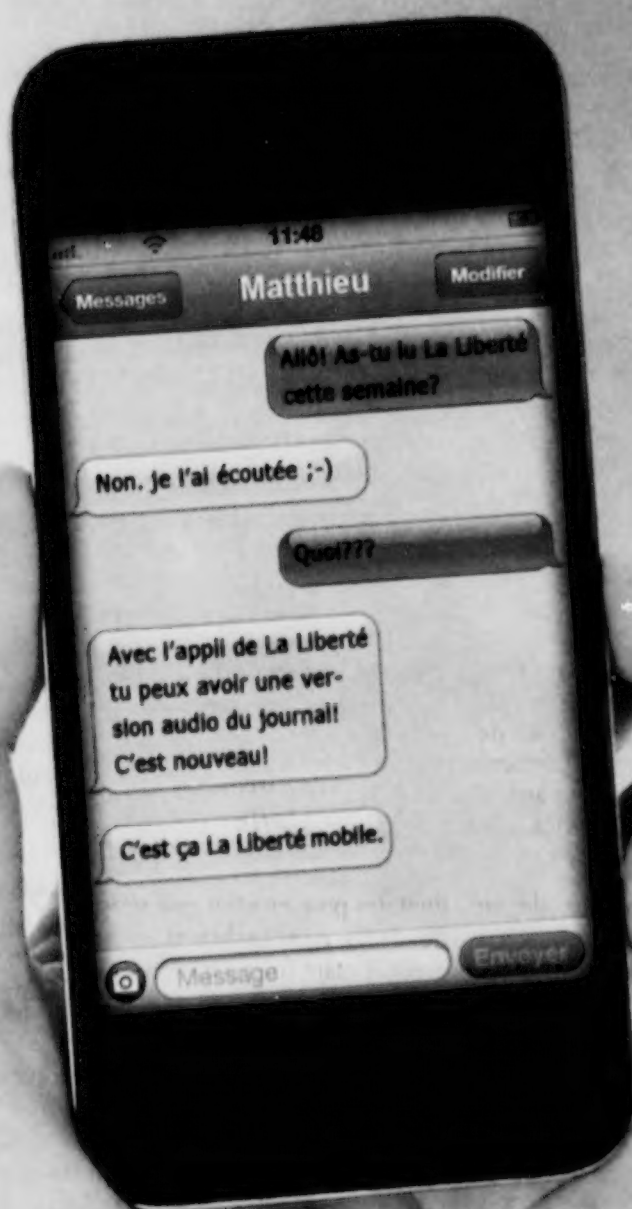 11:48
Messages
Matthieu
Modifier
Allô! As-tu lu La Liberté
cette semaine?
Non. je l'ai écoutée ;-)
Quoi???
Avec l'appli de La Liberté
tu peux avoir une ver-
sion audio du journal!
C'est nouveau!
C'est ça La Liberté mobile.
Message
Envoyer